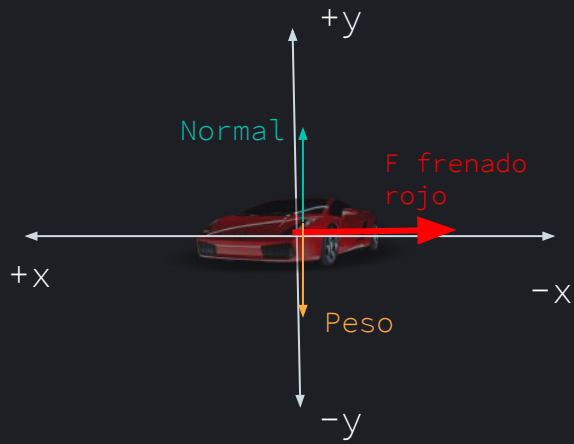 +y
Normal
F frenado
rojo
+x
-x
Peso
-y